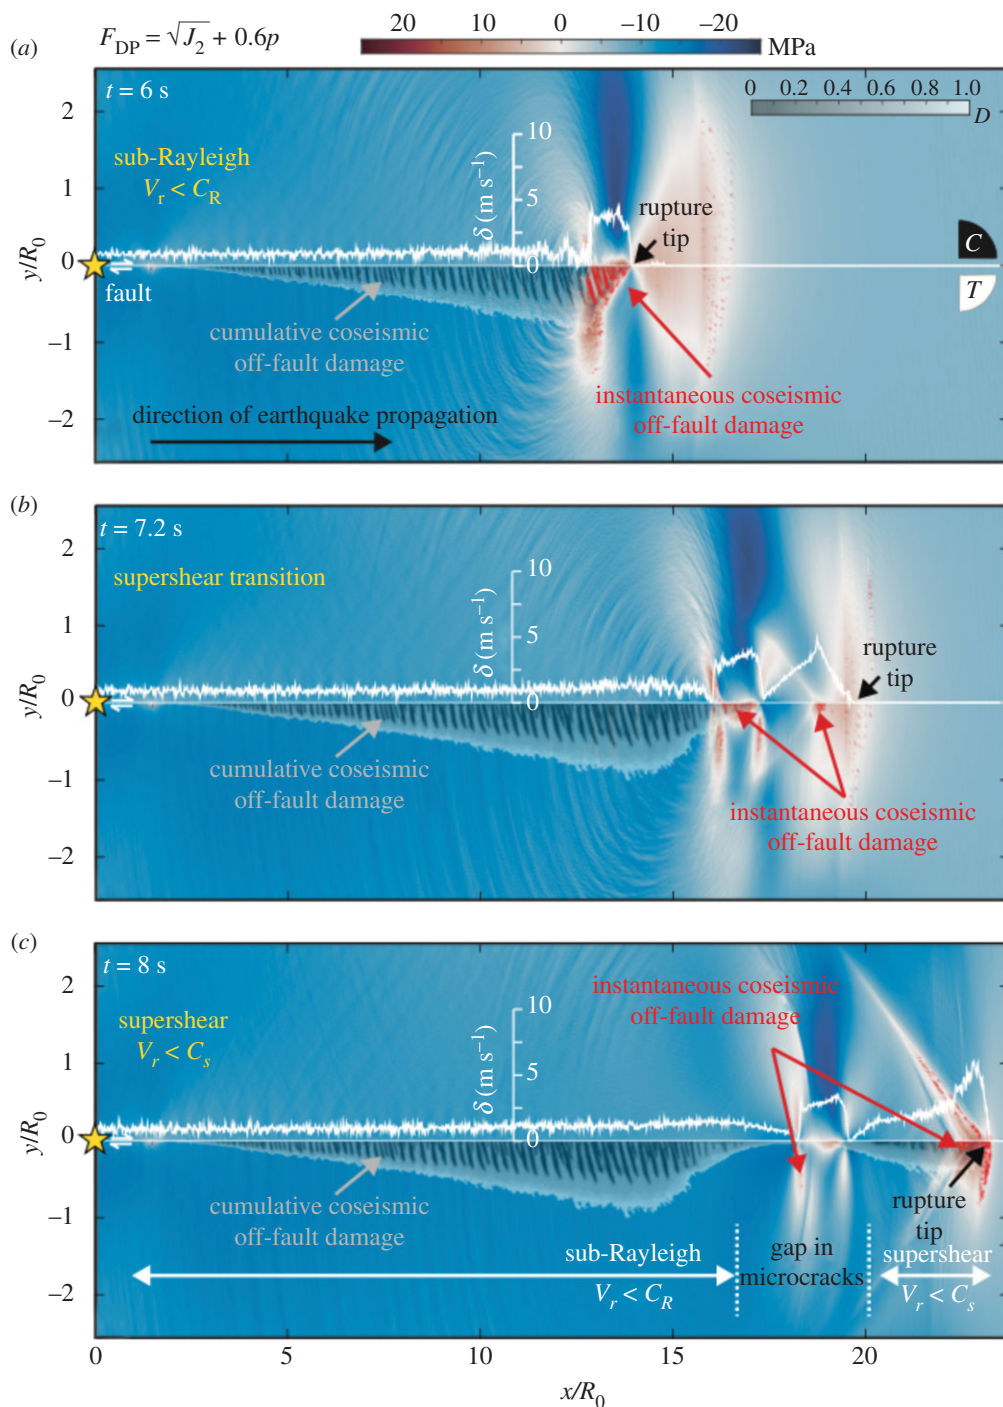 (a)
F_DP = √J₂ + 0.6p
20 10 0 −10 −20 MPa
t = 6 s
0 0.2 0.4 0.6 0.8 1.0
D
sub-Rayleigh
V_r < C_R
10
5
0
δ (m s⁻¹)
rupture
tip
C
T
fault
cumulative coseismic
off-fault damage
instantaneous coseismic
off-fault damage
direction of earthquake propagation
2
1
0
−1
−2
y/R₀
(b)
t = 7.2 s
supershear transition
10
5
0
δ (m s⁻¹)
rupture
tip
cumulative coseismic
off-fault damage
instantaneous coseismic
off-fault damage
2
1
0
−1
−2
y/R₀
(c)
t = 8 s
instantaneous coseismic
off-fault damage
supershear
V_r < C_s
10
5
0
δ (m s⁻¹)
cumulative coseismic
off-fault damage
rupture
tip
sub-Rayleigh
V_r < C_R
gap in
microcracks
supershear
V_r < C_s
2
1
0
−1
−2
y/R₀
0 5 10 15 20
x/R₀